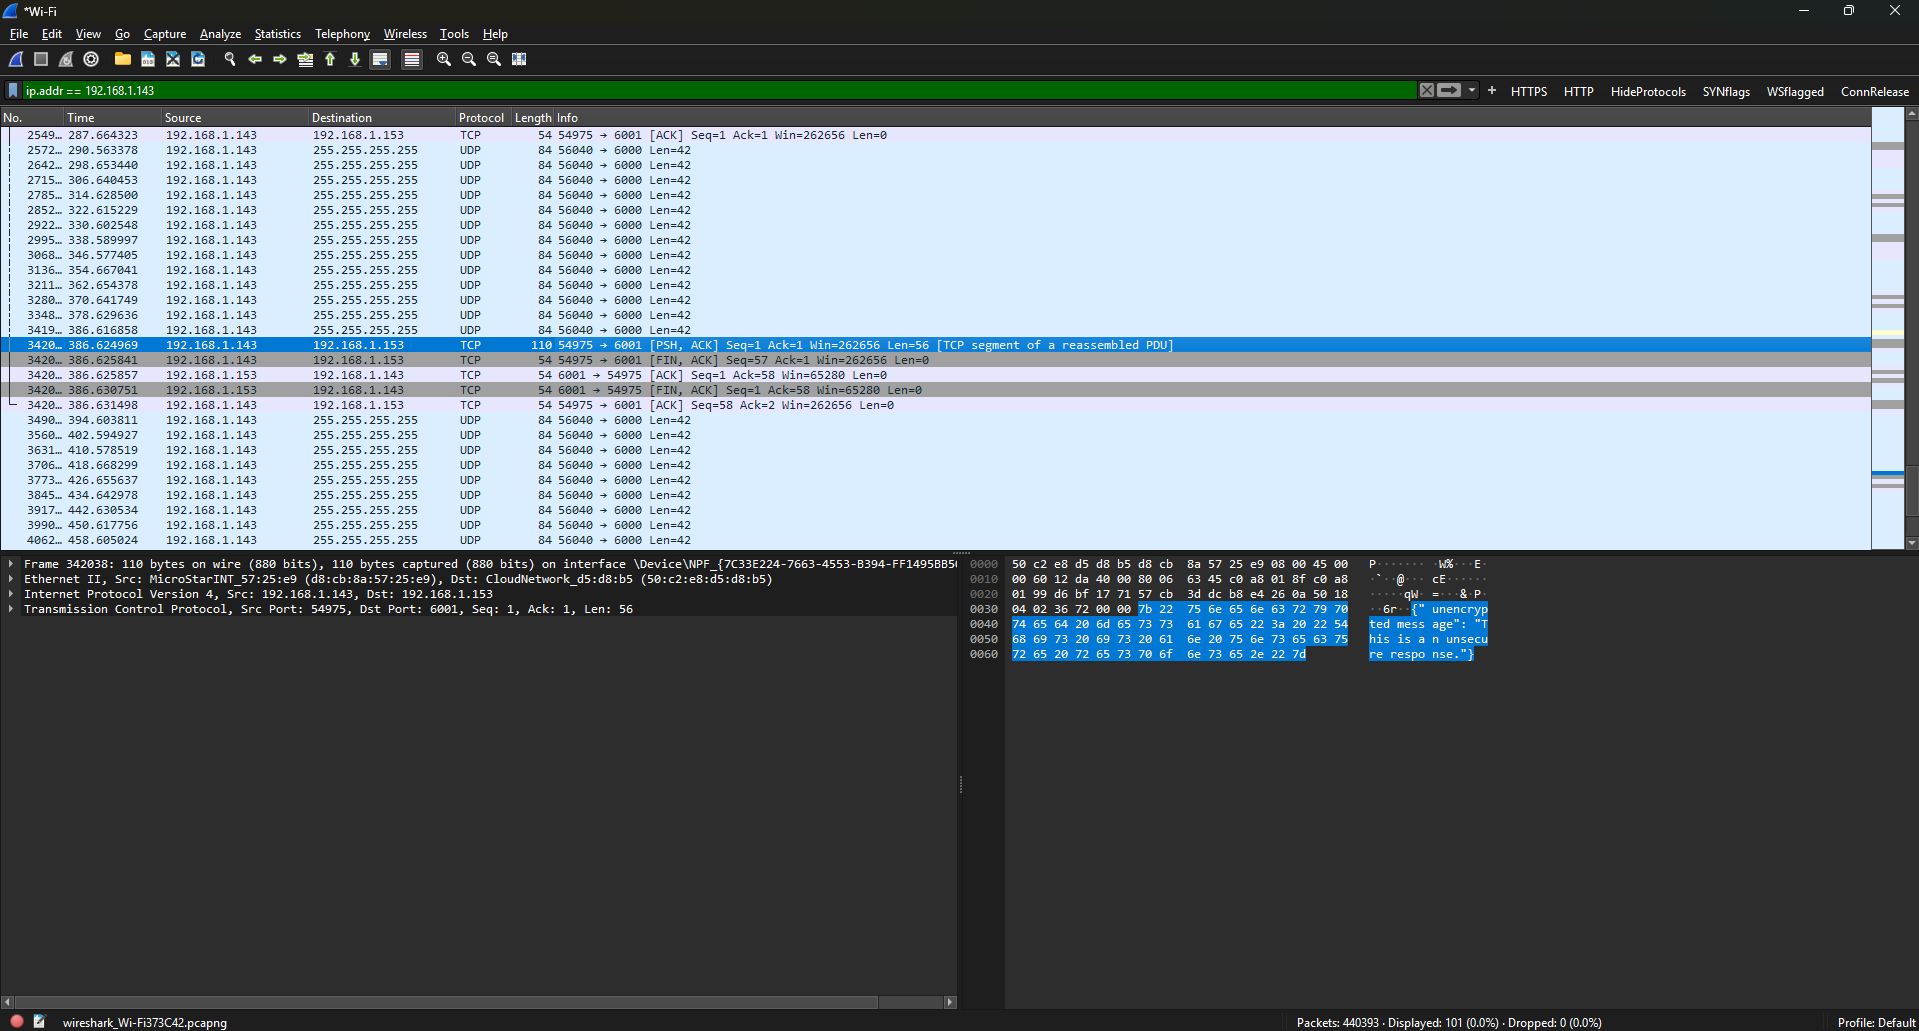 *Wi-Fi
File Edit View Go Capture Analyze Statistics Telephony Wireless Tools Help
ip.addr == 192.168.1.143
+ HTTPS HTTP HideProtocols SYNflags WSflagged ConnRelease
No. Time Source Destination Protocol Length Info
2549… 287.664323 192.168.1.143 192.168.1.153 TCP 54 54975 → 6001 [ACK] Seq=1 Ack=1 Win=262656 Len=0
2572… 290.563378 192.168.1.143 255.255.255.255 UDP 84 56040 → 6000 Len=42
2642… 298.653440 192.168.1.143 255.255.255.255 UDP 84 56040 → 6000 Len=42
2715… 306.640453 192.168.1.143 255.255.255.255 UDP 84 56040 → 6000 Len=42
2785… 314.628500 192.168.1.143 255.255.255.255 UDP 84 56040 → 6000 Len=42
2852… 322.615229 192.168.1.143 255.255.255.255 UDP 84 56040 → 6000 Len=42
2922… 330.602548 192.168.1.143 255.255.255.255 UDP 84 56040 → 6000 Len=42
2995… 338.589997 192.168.1.143 255.255.255.255 UDP 84 56040 → 6000 Len=42
3068… 346.577405 192.168.1.143 255.255.255.255 UDP 84 56040 → 6000 Len=42
3136… 354.667041 192.168.1.143 255.255.255.255 UDP 84 56040 → 6000 Len=42
3211… 362.654378 192.168.1.143 255.255.255.255 UDP 84 56040 → 6000 Len=42
3280… 370.641749 192.168.1.143 255.255.255.255 UDP 84 56040 → 6000 Len=42
3348… 378.629636 192.168.1.143 255.255.255.255 UDP 84 56040 → 6000 Len=42
3419… 386.616858 192.168.1.143 255.255.255.255 UDP 84 56040 → 6000 Len=42
3420… 386.624969 192.168.1.143 192.168.1.153 TCP 110 54975 → 6001 [PSH, ACK] Seq=1 Ack=1 Win=262656 Len=56 [TCP segment of a reassembled PDU]
3420… 386.625841 192.168.1.143 192.168.1.153 TCP 54 54975 → 6001 [FIN, ACK] Seq=57 Ack=1 Win=262656 Len=0
3420… 386.625857 192.168.1.153 192.168.1.143 TCP 54 6001 → 54975 [ACK] Seq=1 Ack=58 Win=65280 Len=0
3420… 386.630751 192.168.1.153 192.168.1.143 TCP 54 6001 → 54975 [FIN, ACK] Seq=1 Ack=58 Win=65280 Len=0
3420… 386.631498 192.168.1.143 192.168.1.153 TCP 54 54975 → 6001 [ACK] Seq=58 Ack=2 Win=262656 Len=0
3490… 394.603811 192.168.1.143 255.255.255.255 UDP 84 56040 → 6000 Len=42
3560… 402.594927 192.168.1.143 255.255.255.255 UDP 84 56040 → 6000 Len=42
3631… 410.578519 192.168.1.143 255.255.255.255 UDP 84 56040 → 6000 Len=42
3706… 418.668299 192.168.1.143 255.255.255.255 UDP 84 56040 → 6000 Len=42
3773… 426.655637 192.168.1.143 255.255.255.255 UDP 84 56040 → 6000 Len=42
3845… 434.642978 192.168.1.143 255.255.255.255 UDP 84 56040 → 6000 Len=42
3917… 442.630534 192.168.1.143 255.255.255.255 UDP 84 56040 → 6000 Len=42
3990… 450.617756 192.168.1.143 255.255.255.255 UDP 84 56040 → 6000 Len=42
4062… 458.605024 192.168.1.143 255.255.255.255 UDP 84 56040 → 6000 Len=42
Frame 342038: 110 bytes on wire (880 bits), 110 bytes captured (880 bits) on interface \Device\NPF_{7C33E224-7663-4553-B394-FF1495BB5
Ethernet II, Src: MicroStarINT_57:25:e9 (d8:cb:8a:57:25:e9), Dst: CloudNetwork_d5:d8:b5 (50:c2:e8:d5:d8:b5)
Internet Protocol Version 4, Src: 192.168.1.143, Dst: 192.168.1.153
Transmission Control Protocol, Src Port: 54975, Dst Port: 6001, Seq: 1, Ack: 1, Len: 56
0000 50 c2 e8 d5 d8 b5 d8 cb 8a 57 25 e9 08 00 45 00 P······· ·W%···E·
0010 00 60 12 da 40 00 80 06 63 45 c0 a8 01 8f c0 a8 ·`··@··· cE······
0020 01 99 d6 bf 17 71 57 cb 3d dc b8 e4 26 0a 50 18 ·····qW· =···&·P·
0030 04 02 36 72 00 00 7b 22 75 6e 65 6e 63 72 79 70 ··6r··{" unencryp
0040 74 65 64 20 6d 65 73 73 61 67 65 22 3a 20 22 54 ted mess age": "T
0050 68 69 73 20 69 73 20 61 6e 20 75 6e 73 65 63 75 his is a n unsecu
0060 72 65 20 72 65 73 70 6f 6e 73 65 2e 22 7d re respo nse."}
wireshark_Wi-Fi373C42.pcapng
Packets: 440393 · Displayed: 101 (0.0%) · Dropped: 0 (0.0%)
Profile: Default